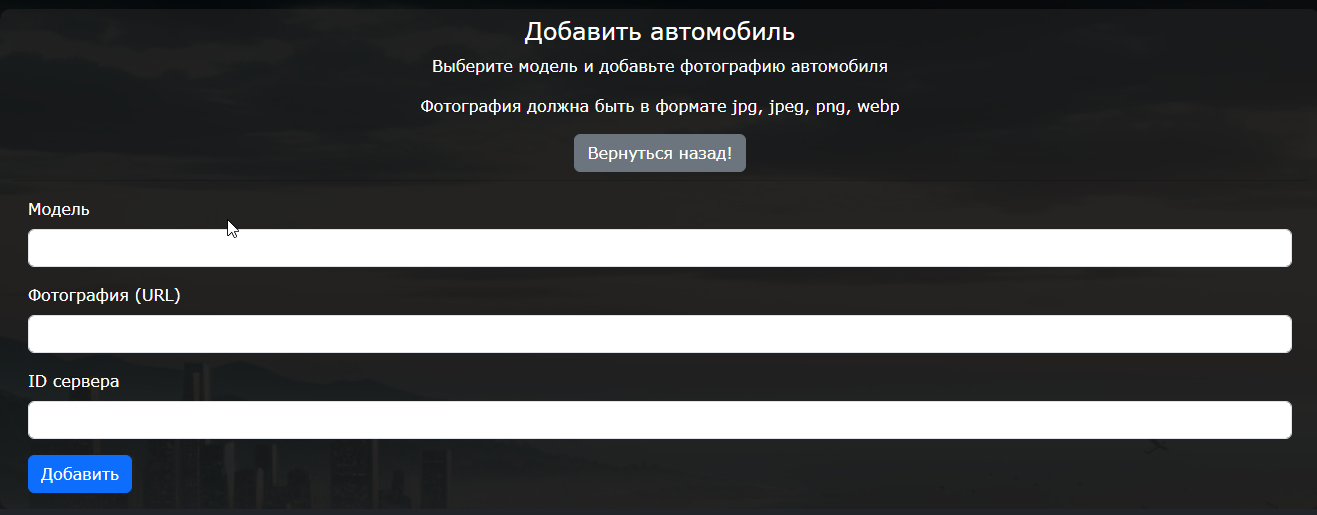 Добавить автомобиль
Выберите модель и добавьте фотографию автомобиля
Фотография должна быть в формате jpg, jpeg, png, webp
Вернуться назад!
Модель
Фотография (URL)
ID сервера
Добавить